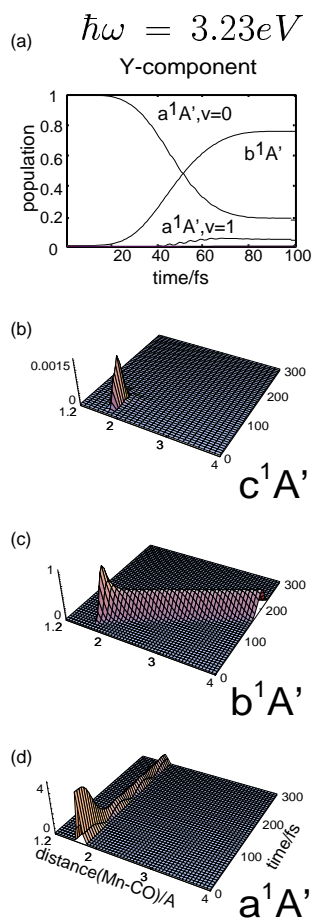 (a)
ħω = 3.23eV
Y-component
1
0.8
0.6
0.4
0.2
0
population
a¹A’,v=0
b¹A’
a¹A’,v=1
20 40 60 80 100
time/fs
(b)
0.0015
0
1.2
2
3
4
0
100
200
300
c¹A’
(c)
1
0
1.2
2
3
4
0
100
200
300
b¹A’
(d)
4
0
1.2
2
3
4
0
100
200
300
distance(Mn-CO)/A
time/fs
a¹A’